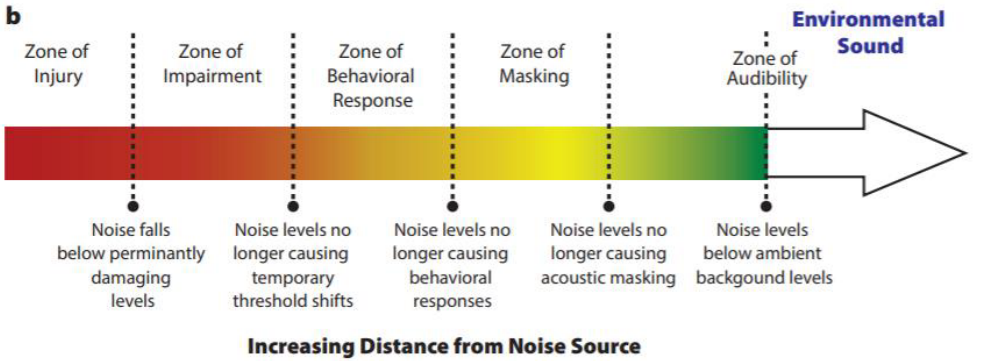 b
Environmental
Sound
Zone of
Injury
Zone of
Impairment
Zone of
Behavioral
Response
Zone of
Masking
Zone of
Audibility
Noise falls
below perminantly
damaging
levels
Noise levels no
longer causing
temporary
threshold shifts
Noise levels no
longer causing
behavioral
responses
Noise levels no
longer causing
acoustic masking
Noise levels
below ambient
backgound levels
Increasing Distance from Noise Source